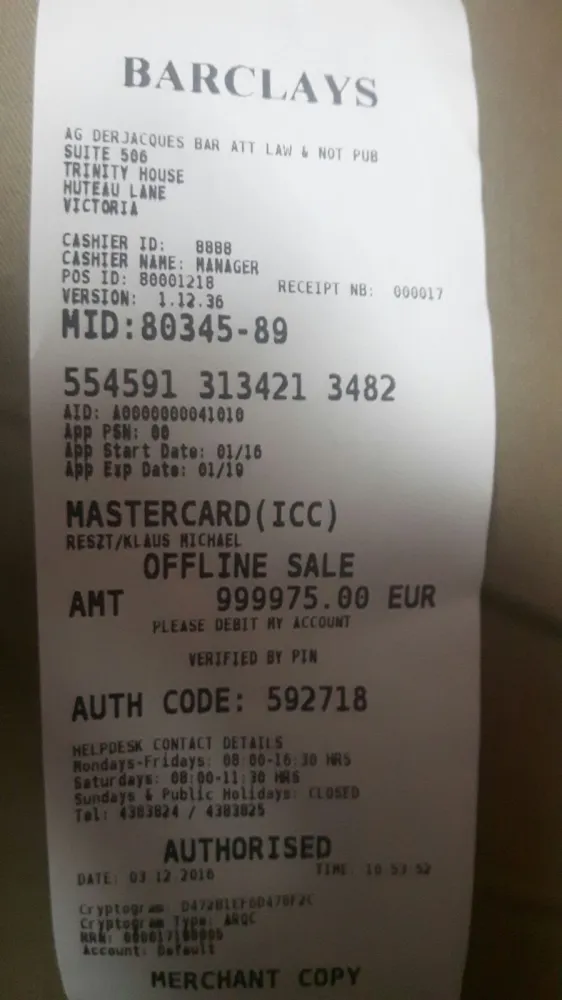 BARCLAYS
AG DERJACQUES BAR ATT LAW & NOT PUB
SUITE 506
TRINITY HOUSE
HUTEAU LANE
VICTORIA
CASHIER ID: 8888
CASHIER NAME: MANAGER
POS ID: 80001218 RECEIPT NB: 000017
VERSION: 1.12.36
MID:80345-89
554591 313421 3482
AID: A0000000041010
App PSN: 00
App Start Date: 01/16
App Exp Date: 01/19
MASTERCARD(ICC)
RESZT/KLAUS MICHAEL
OFFLINE SALE
AMT 999975.00 EUR
PLEASE DEBIT MY ACCOUNT
VERIFIED BY PIN
AUTH CODE: 592718
HELPDESK CONTACT DETAILS
Mondays-Fridays: 08:00-16:30 HRS
Saturdays: 08:00-11:30 HRS
Sundays & Public Holidays: CLOSED
Tel: 4383824 / 4383825
AUTHORISED
DATE: 03 12 2016 TIME: 10 53 52
Cryptogram:
Cryptogram Type: ARQC
RRN:
Account: Default
MERCHANT COPY